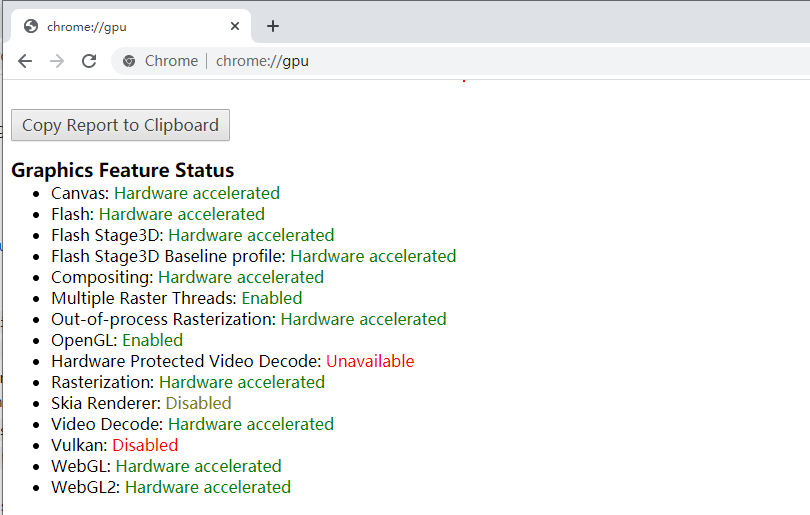 chrome://gpu
Chrome | chrome://gpu
Copy Report to Clipboard
Graphics Feature Status
Canvas: Hardware accelerated
Flash: Hardware accelerated
Flash Stage3D: Hardware accelerated
Flash Stage3D Baseline profile: Hardware accelerated
Compositing: Hardware accelerated
Multiple Raster Threads: Enabled
Out-of-process Rasterization: Hardware accelerated
OpenGL: Enabled
Hardware Protected Video Decode: Unavailable
Rasterization: Hardware accelerated
Skia Renderer: Disabled
Video Decode: Hardware accelerated
Vulkan: Disabled
WebGL: Hardware accelerated
WebGL2: Hardware accelerated